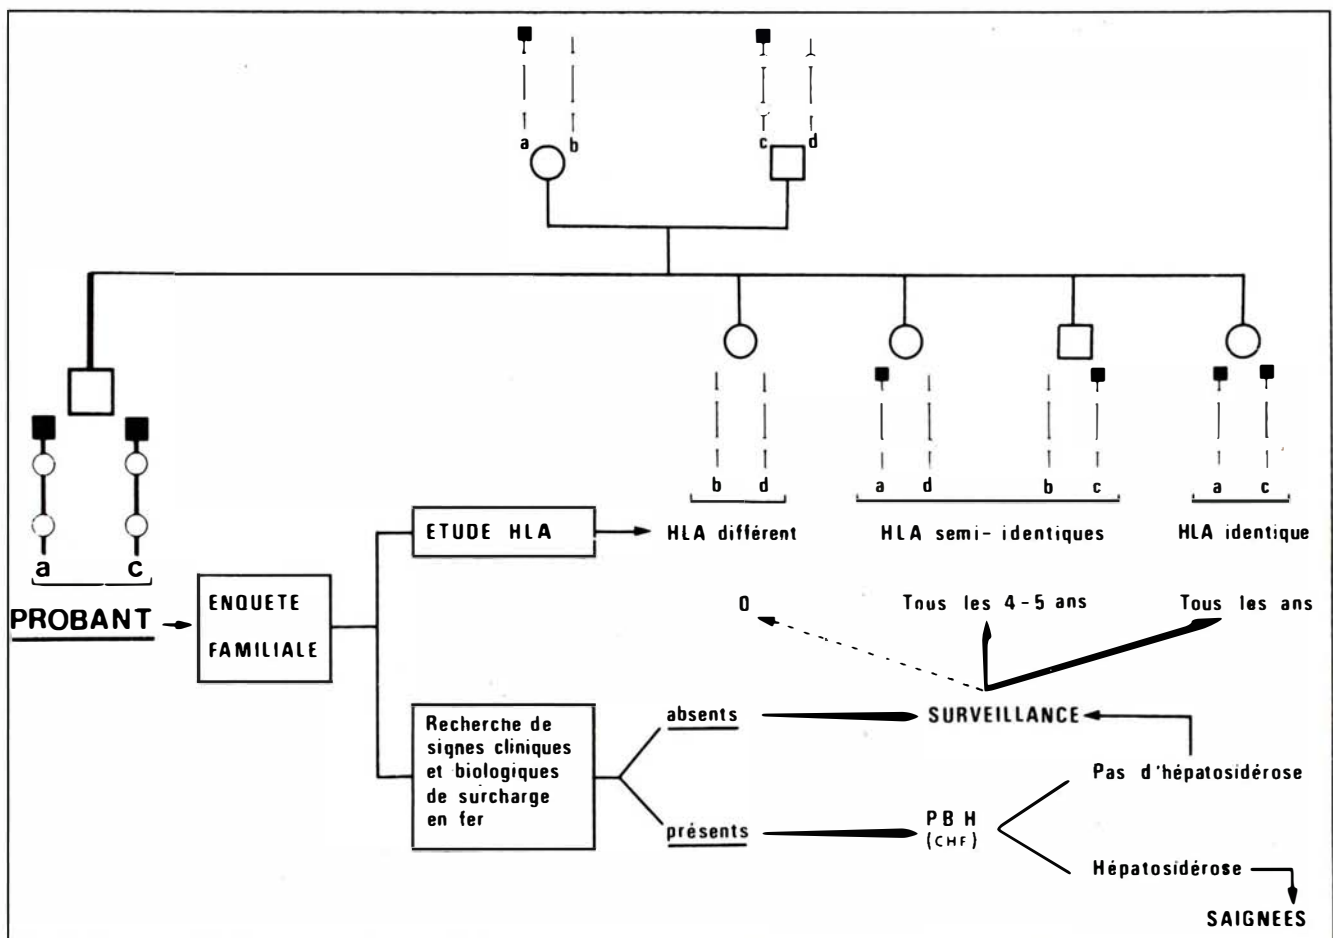 a b c d
b d a d b c a c
a c
ETUDE HLA
HLA différent
HLA semi-identiques
HLA identique
PROBANT
ENQUETE
FAMILIALE
0
Tous les 4-5 ans
Tous les ans
Recherche de
signes cliniques
et biologiques
de surcharge
en fer
absents
SURVEILLANCE
Pas d'hépatosidérose
présents
PBH
(CHF)
Hépatosidérose
SAIGNEES